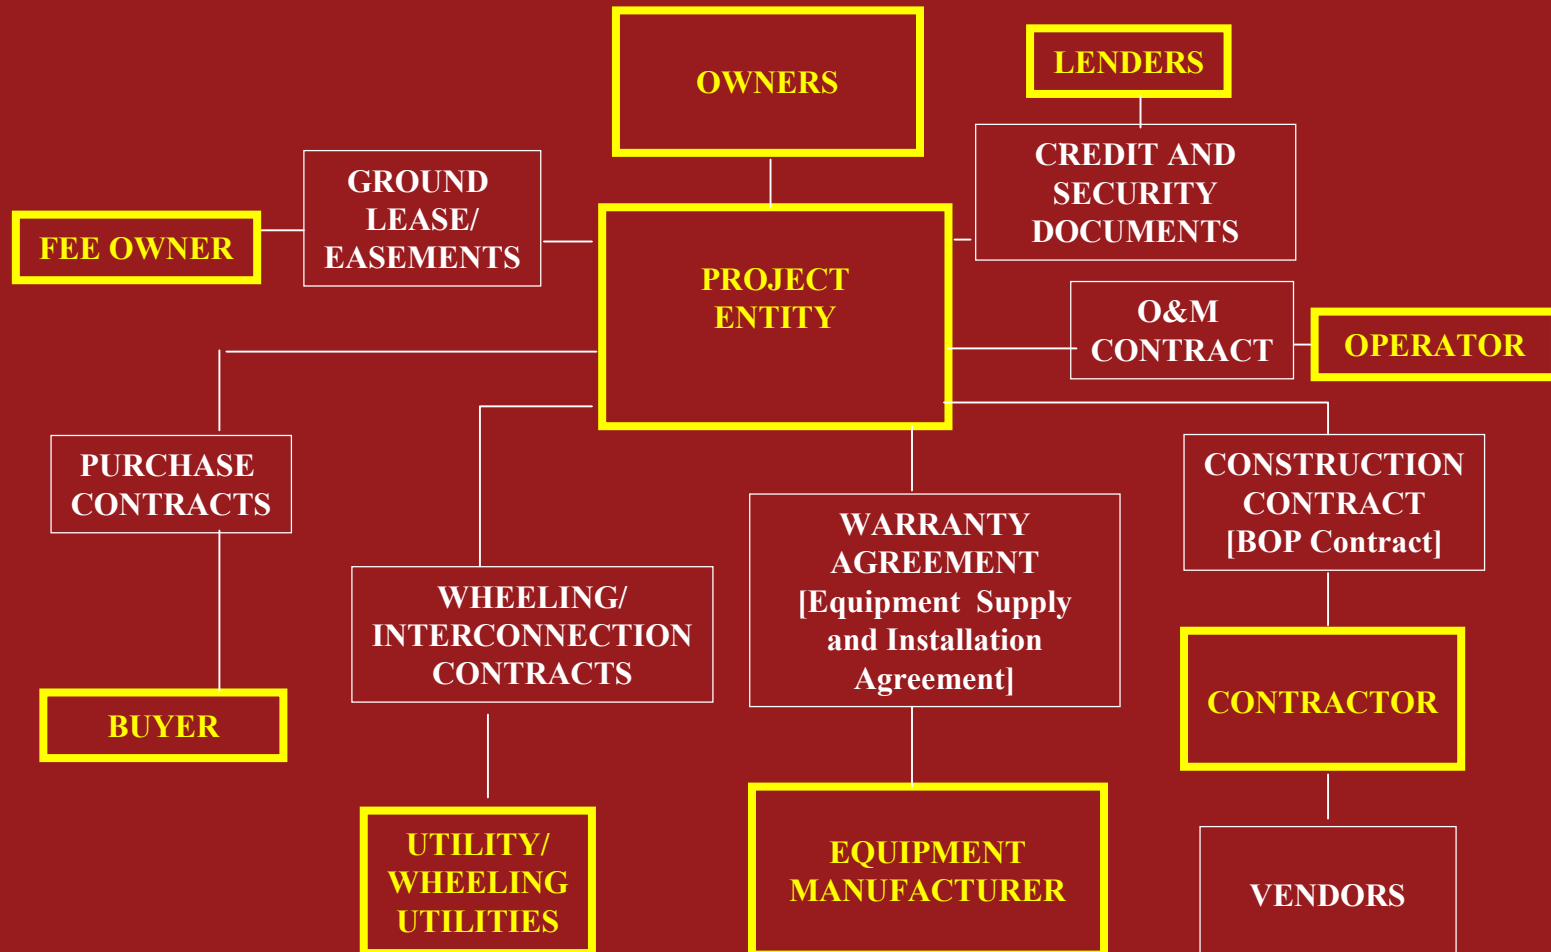 OWNERS
LENDERS
CREDIT AND
SECURITY
DOCUMENTS
GROUND
LEASE/
EASEMENTS
FEE OWNER
PROJECT
ENTITY
O&M
CONTRACT
OPERATOR
PURCHASE
CONTRACTS
CONSTRUCTION
CONTRACT
[BOP Contract]
WARRANTY
AGREEMENT
[Equipment Supply
and Installation
Agreement]
WHEELING/
INTERCONNECTION
CONTRACTS
BUYER
CONTRACTOR
UTILITY/
WHEELING
UTILITIES
EQUIPMENT
MANUFACTURER
VENDORS